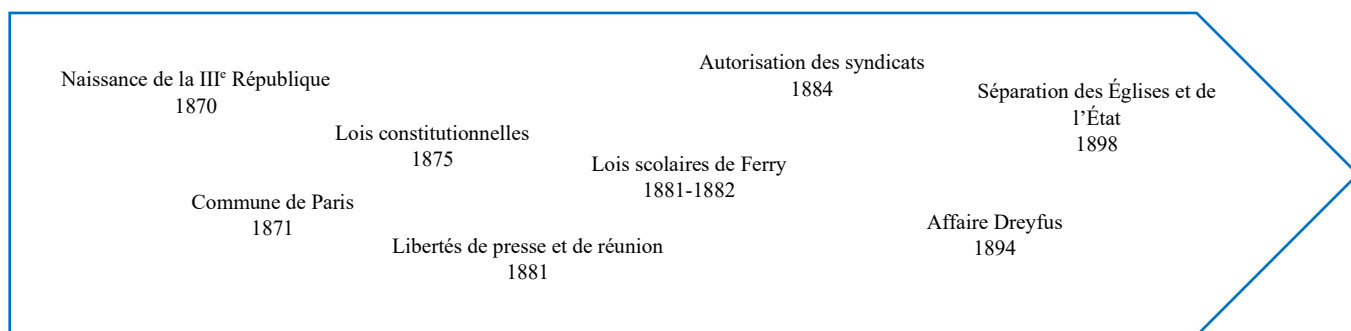 Naissance de la IIIᵉ République
1870
Commune de Paris
1871
Lois constitutionnelles
1875
Libertés de presse et de réunion
1881
Lois scolaires de Ferry
1881-1882
Autorisation des syndicats
1884
Affaire Dreyfus
1894
Séparation des Églises et de
l’État
1898